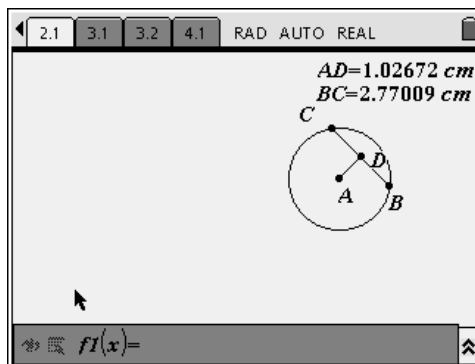 2.1 3.1 3.2 4.1 RAD AUTO REAL
AD=1.02672 cm
BC=2.77009 cm
C
D
A
B
f1(x)=